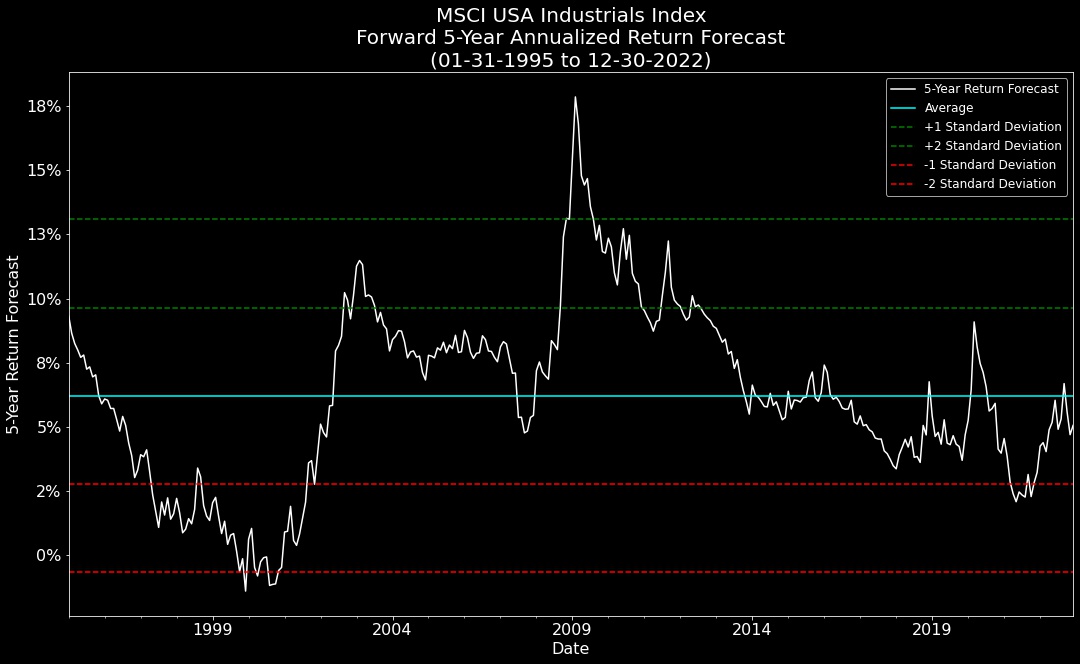 MSCI USA Industrials Index
Forward 5-Year Annualized Return Forecast
(01-31-1995 to 12-30-2022)
5-Year Return Forecast
Average
+1 Standard Deviation
+2 Standard Deviation
-1 Standard Deviation
-2 Standard Deviation
18%
15%
13%
10%
8%
5%
2%
0%
5-Year Return Forecast
1999
2004
2009
2014
2019
Date